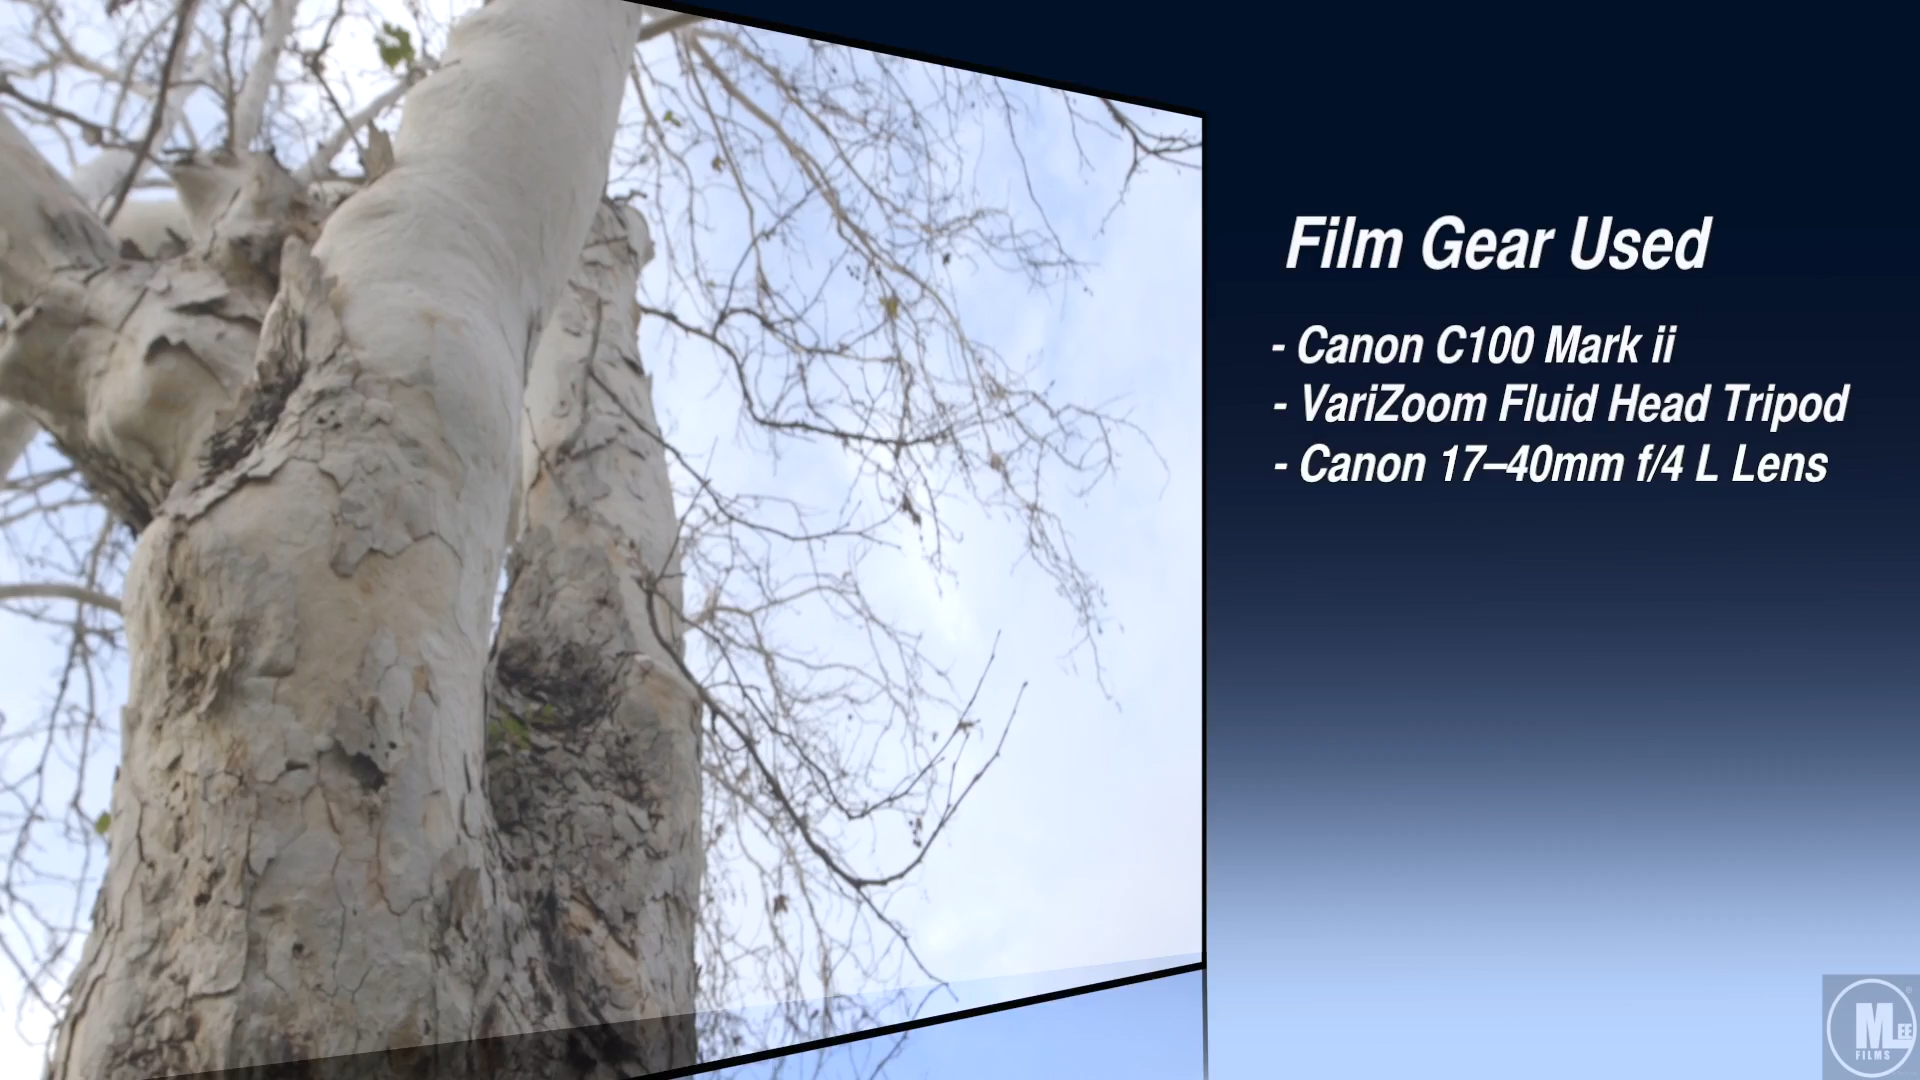 Film Gear Used
- Canon C100 Mark ii
- VariZoom Fluid Head Tripod
- Canon 17–40mm f/4 L Lens
MLEE
FILMS